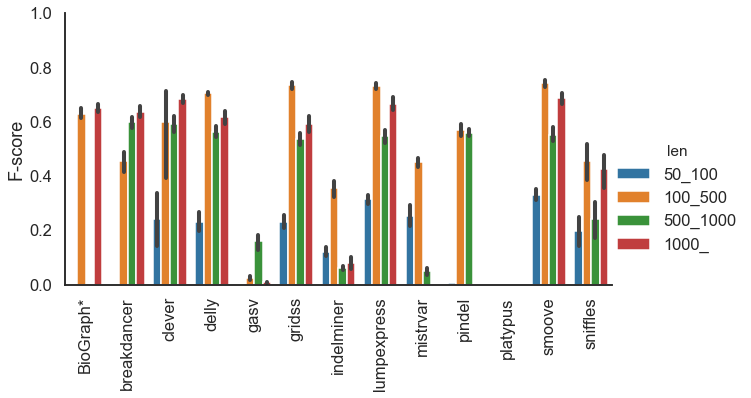 1.0
0.8
0.6
0.4
0.2
0.0
F-score
BioGraph*
breakdancer
clever
delly
gasv
gridss
indelminer
lumpexpress
mistrvar
pindel
platypus
smoove
sniffles
len
50_100
100_500
500_1000
1000_